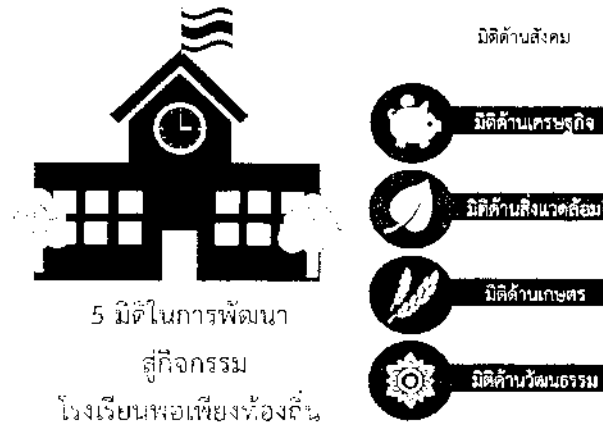 มิติด้านสังคม
มิติด้านเศรษฐกิจ
มิติด้านสิ่งแวดล้อม
มิติด้านเกษตร
มิติด้านวัฒนธรรม
5 มิติในการพัฒนา
สู่กิจกรรม
โรงเรียนพอเพียงท้องถิ่น